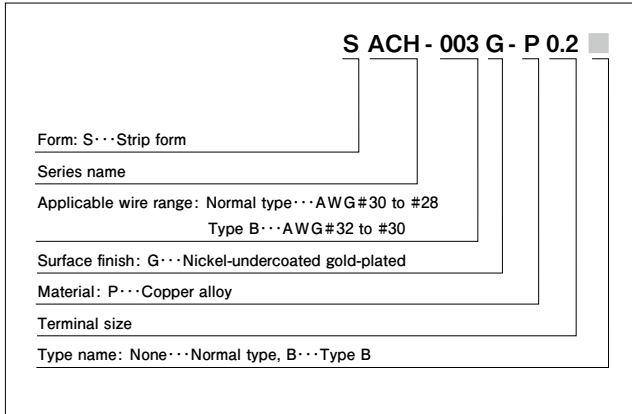 S ACH - 003 G - P 0.2
Form: S･･･Strip form
Series name
Applicable wire range: Normal type･･･AWG#30 to #28
Type B･･･AWG#32 to #30
Surface finish: G･･･Nickel-undercoated gold-plated
Material: P･･･Copper alloy
Terminal size
Type name: None･･･Normal type, B･･･Type B